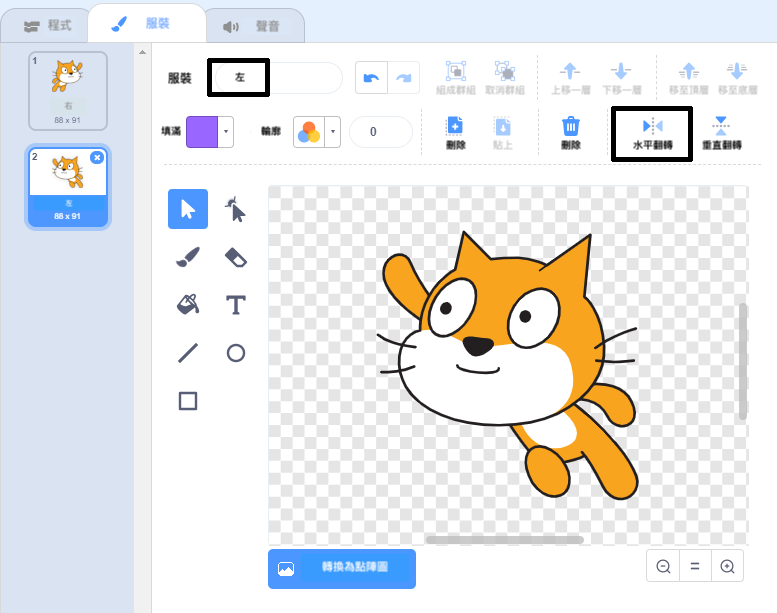 程式
服裝
聲音
1
右
88 x 91
2
左
88 x 91
服裝
左
組成群組
取消群組
上移一層
下移一層
移至頂層
移至底層
填滿
輪廓
0
刪除
貼上
刪除
水平翻轉
垂直翻轉
轉換為點陣圖